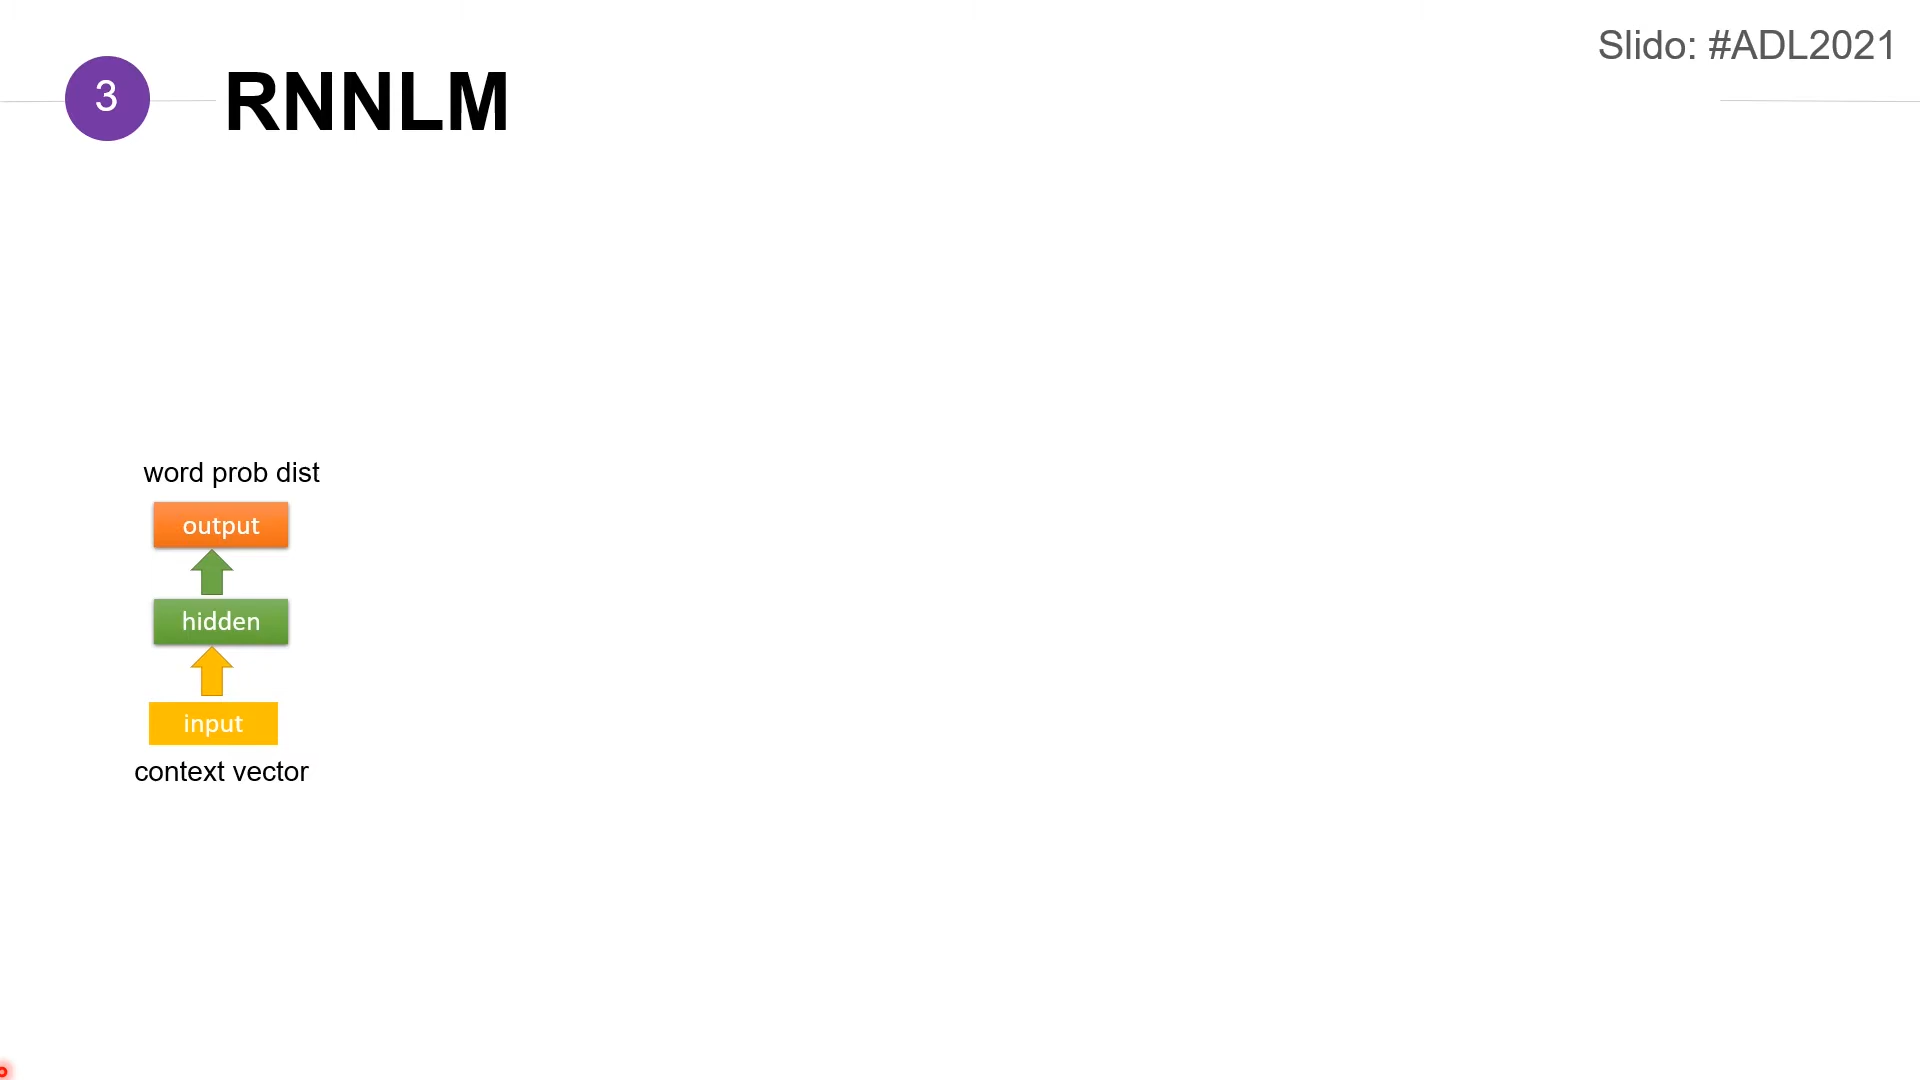 Slido: #ADL2021
3
RNNLM
word prob dist
output
hidden
input
context vector